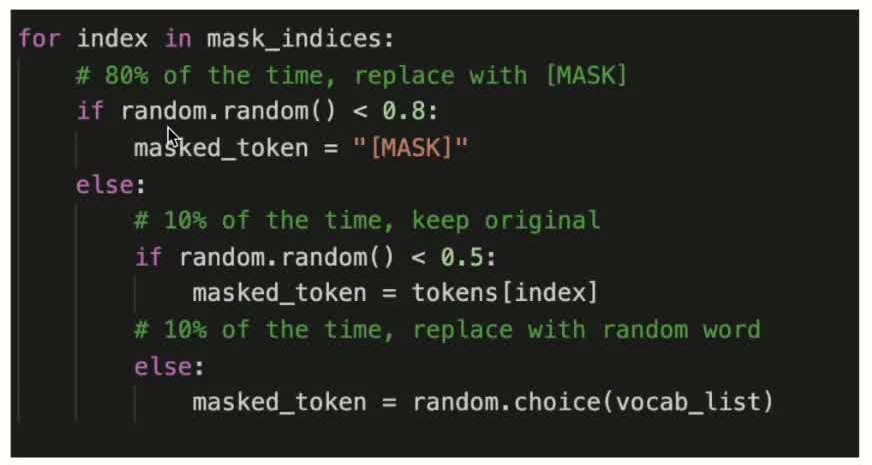 for index in mask_indices:
# 80% of the time, replace with [MASK]
if random.random() < 0.8:
masked_token = "[MASK]"
else:
# 10% of the time, keep original
if random.random() < 0.5:
masked_token = tokens[index]
# 10% of the time, replace with random word
else:
masked_token = random.choice(vocab_list)